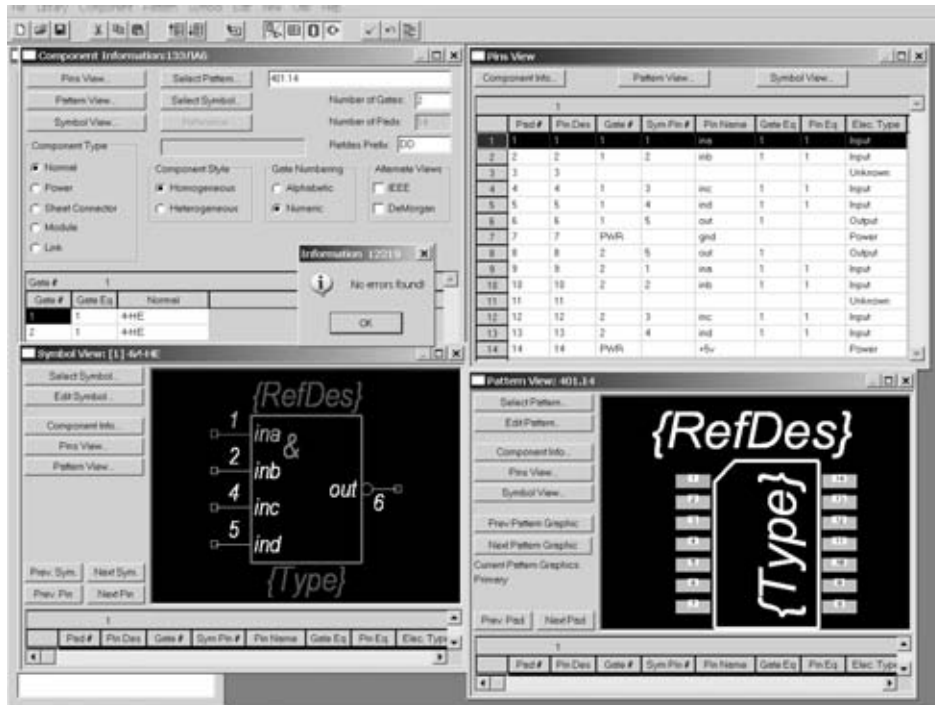 File Library Component Pattern Symbol Edit View Utils Help
Component Information:
Pins View... Select Pattern... 401.14
Pattern View... Select Symbol... Number of Gates: 2
Symbol View... Number of Pads: 14
Refdes Prefix: DD
Component Type
Normal
Power
Sheet Connector
Module
Link
Component Style
Homogeneous
Heterogeneous
Gate Numbering
Alphabetic
Numeric
Alternate Views
IEEE
DeMorgan
Information 12019
No errors found!
OK
Gate # 1
Gate # Gate Eq Normal
1 1 4-НЕ
2 1 4-НЕ
Pins View
Component Info... Pattern View... Symbol View...
1
Pad # Pin Des Gate # Sym Pin # Pin Name Gate Eq Pin Eq Elec. Type
1 1 1 1 1 ina 1 1 Input
2 2 2 1 2 inb 1 1 Input
3 3 3 Unknown
4 4 4 1 3 inc 1 1 Input
5 5 5 1 4 ind 1 1 Input
6 6 6 1 5 out 1 Output
7 7 7 PWR gnd Power
8 8 8 2 5 out 1 Output
9 9 9 2 1 ina 1 1 Input
10 10 10 2 2 inb 1 1 Input
11 11 11 Unknown
12 12 12 2 3 inc 1 1 Input
13 13 13 2 4 ind 1 1 Input
14 14 14 PWR +5v Power
Symbol View: [1]
Select Symbol...
Edit Symbol...
Component Info...
Pins View...
Pattern View...
Prev. Sym. Next Sym.
Prev. Pin Next Pin
{RefDes}
1 ina &
2 inb
4 inc
5 ind
out 6
{Type}
1
Pad # Pin Des Gate # Sym Pin # Pin Name Gate Eq Pin Eq Elec. Type
Pattern View: 401.14
Select Pattern...
Edit Pattern...
Component Info...
Pins View...
Symbol View...
Prev Pattern Graphic
Next Pattern Graphic
Current Pattern Graphics:
Primary
Prev. Pad Next Pad
{RefDes}
{Type}
1
Pad # Pin Des Gate # Sym Pin # Pin Name Gate Eq Pin Eq Elec. Type